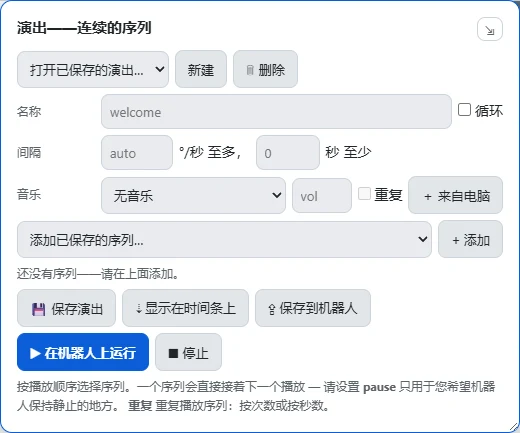 演出——连续的序列
打开已保存的演出... 新建 删除
名称 welcome 循环
间隔 auto °/秒 至多， 0 秒 至少
音乐 无音乐 vol 重复 + 来自电脑
添加已保存的序列... + 添加
还没有序列——请在上面添加。
保存演出 ↓显示在时间条上 ⇪保存到机器人
▶ 在机器人上运行 ■ 停止
按播放顺序选择序列。一个序列会直接接着下一个播放 — 请设置 pause 只用于您希望机器
人保持静止的地方。 重复 重复播放序列：按次数或按秒数。